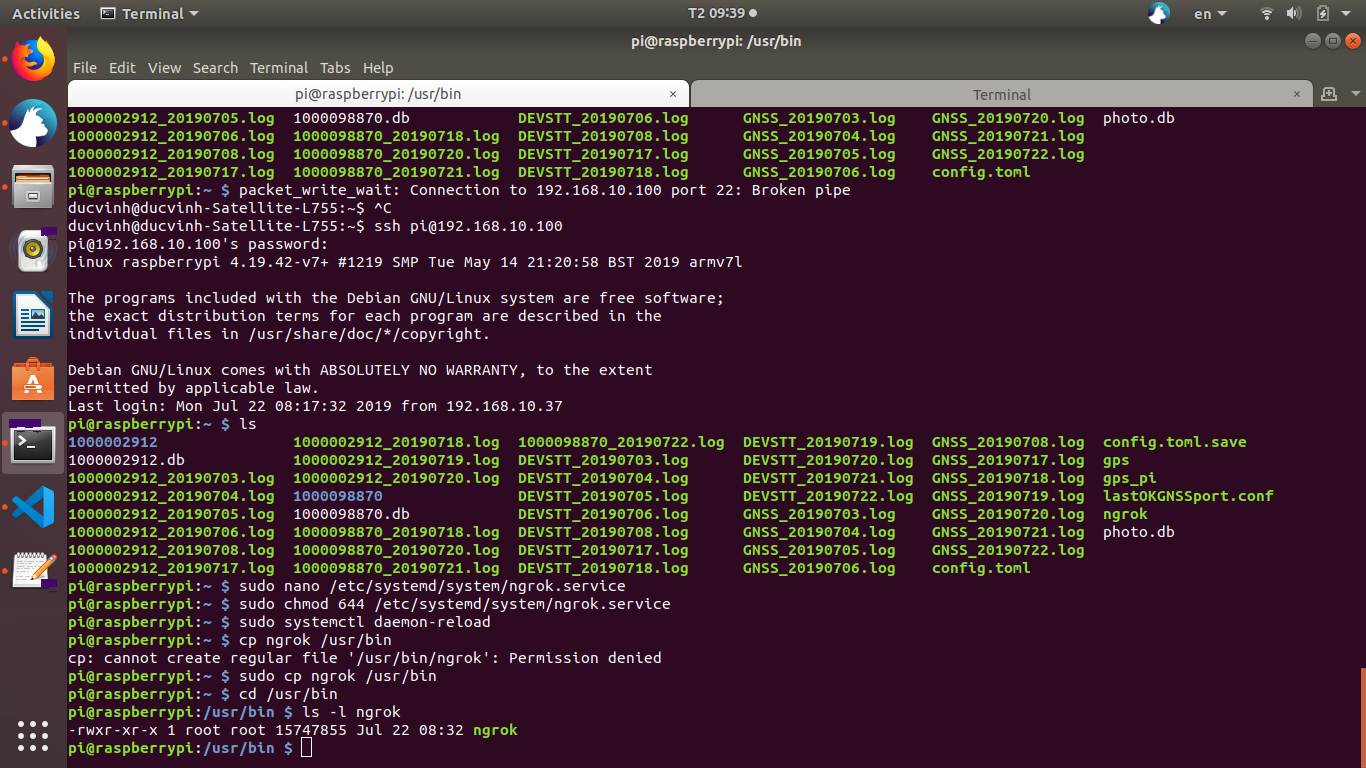 Activities Terminal T2 09:39 en
pi@raspberrypi: /usr/bin
File Edit View Search Terminal Tabs Help
pi@raspberrypi: /usr/bin × Terminal ×
1000002912_20190705.log 1000098870.db DEVSTT_20190706.log GNSS_20190703.log GNSS_20190720.log photo.db
1000002912_20190706.log 1000098870_20190718.log DEVSTT_20190708.log GNSS_20190704.log GNSS_20190721.log
1000002912_20190708.log 1000098870_20190720.log DEVSTT_20190717.log GNSS_20190705.log GNSS_20190722.log
1000002912_20190717.log 1000098870_20190721.log DEVSTT_20190718.log GNSS_20190706.log config.toml
pi@raspberrypi:~ $ packet_write_wait: Connection to 192.168.10.100 port 22: Broken pipe
ducvinh@ducvinh-Satellite-L755:~$ ^C
ducvinh@ducvinh-Satellite-L755:~$ ssh pi@192.168.10.100
pi@192.168.10.100's password:
Linux raspberrypi 4.19.42-v7+ #1219 SMP Tue May 14 21:20:58 BST 2019 armv7l
The programs included with the Debian GNU/Linux system are free software;
the exact distribution terms for each program are described in the
individual files in /usr/share/doc/*/copyright.
Debian GNU/Linux comes with ABSOLUTELY NO WARRANTY, to the extent
permitted by applicable law.
Last login: Mon Jul 22 08:17:32 2019 from 192.168.10.37
pi@raspberrypi:~ $ ls
1000002912 1000002912_20190718.log 1000098870_20190722.log DEVSTT_20190719.log GNSS_20190708.log config.toml.save
1000002912.db 1000002912_20190719.log DEVSTT_20190703.log DEVSTT_20190720.log GNSS_20190717.log gps
1000002912_20190703.log 1000002912_20190720.log DEVSTT_20190704.log DEVSTT_20190721.log GNSS_20190718.log gps_pi
1000002912_20190704.log 1000098870 DEVSTT_20190705.log DEVSTT_20190722.log GNSS_20190719.log lastOKGNSSport.conf
1000002912_20190705.log 1000098870.db DEVSTT_20190706.log GNSS_20190703.log GNSS_20190720.log ngrok
1000002912_20190706.log 1000098870_20190718.log DEVSTT_20190708.log GNSS_20190704.log GNSS_20190721.log photo.db
1000002912_20190708.log 1000098870_20190720.log DEVSTT_20190717.log GNSS_20190705.log GNSS_20190722.log
1000002912_20190717.log 1000098870_20190721.log DEVSTT_20190718.log GNSS_20190706.log config.toml
pi@raspberrypi:~ $ sudo nano /etc/systemd/system/ngrok.service
pi@raspberrypi:~ $ sudo chmod 644 /etc/systemd/system/ngrok.service
pi@raspberrypi:~ $ sudo systemctl daemon-reload
pi@raspberrypi:~ $ cp ngrok /usr/bin
cp: cannot create regular file '/usr/bin/ngrok': Permission denied
pi@raspberrypi:~ $ sudo cp ngrok /usr/bin
pi@raspberrypi:~ $ cd /usr/bin
pi@raspberrypi:/usr/bin $ ls -l ngrok
-rwxr-xr-x 1 root root 15747855 Jul 22 08:32 ngrok
pi@raspberrypi:/usr/bin $